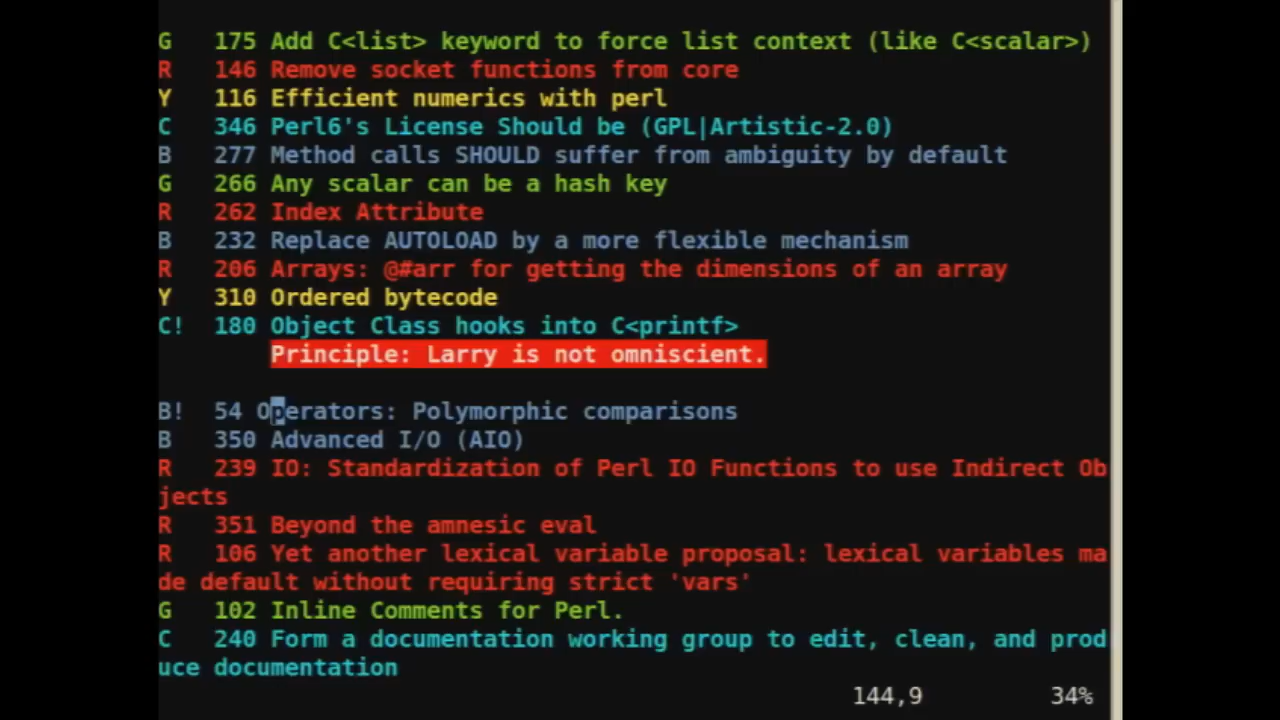 G   175 Add C<list> keyword to force list context (like C<scalar>)
R   146 Remove socket functions from core
Y   116 Efficient numerics with perl
C   346 Perl6's License Should be (GPL|Artistic-2.0)
B   277 Method calls SHOULD suffer from ambiguity by default
G   266 Any scalar can be a hash key
R   262 Index Attribute
B   232 Replace AUTOLOAD by a more flexible mechanism
R   206 Arrays: @#arr for getting the dimensions of an array
Y   310 Ordered bytecode
C!  180 Object Class hooks into C<printf>
Principle: Larry is not omniscient.
B!  54 Operators: Polymorphic comparisons
B   350 Advanced I/O (AIO)
R   239 IO: Standardization of Perl IO Functions to use Indirect Ob
jects
R   351 Beyond the amnesic eval
R   106 Yet another lexical variable proposal: lexical variables ma
de default without requiring strict 'vars'
G   102 Inline Comments for Perl.
C   240 Form a documentation working group to edit, clean, and prod
uce documentation
144,9         34%